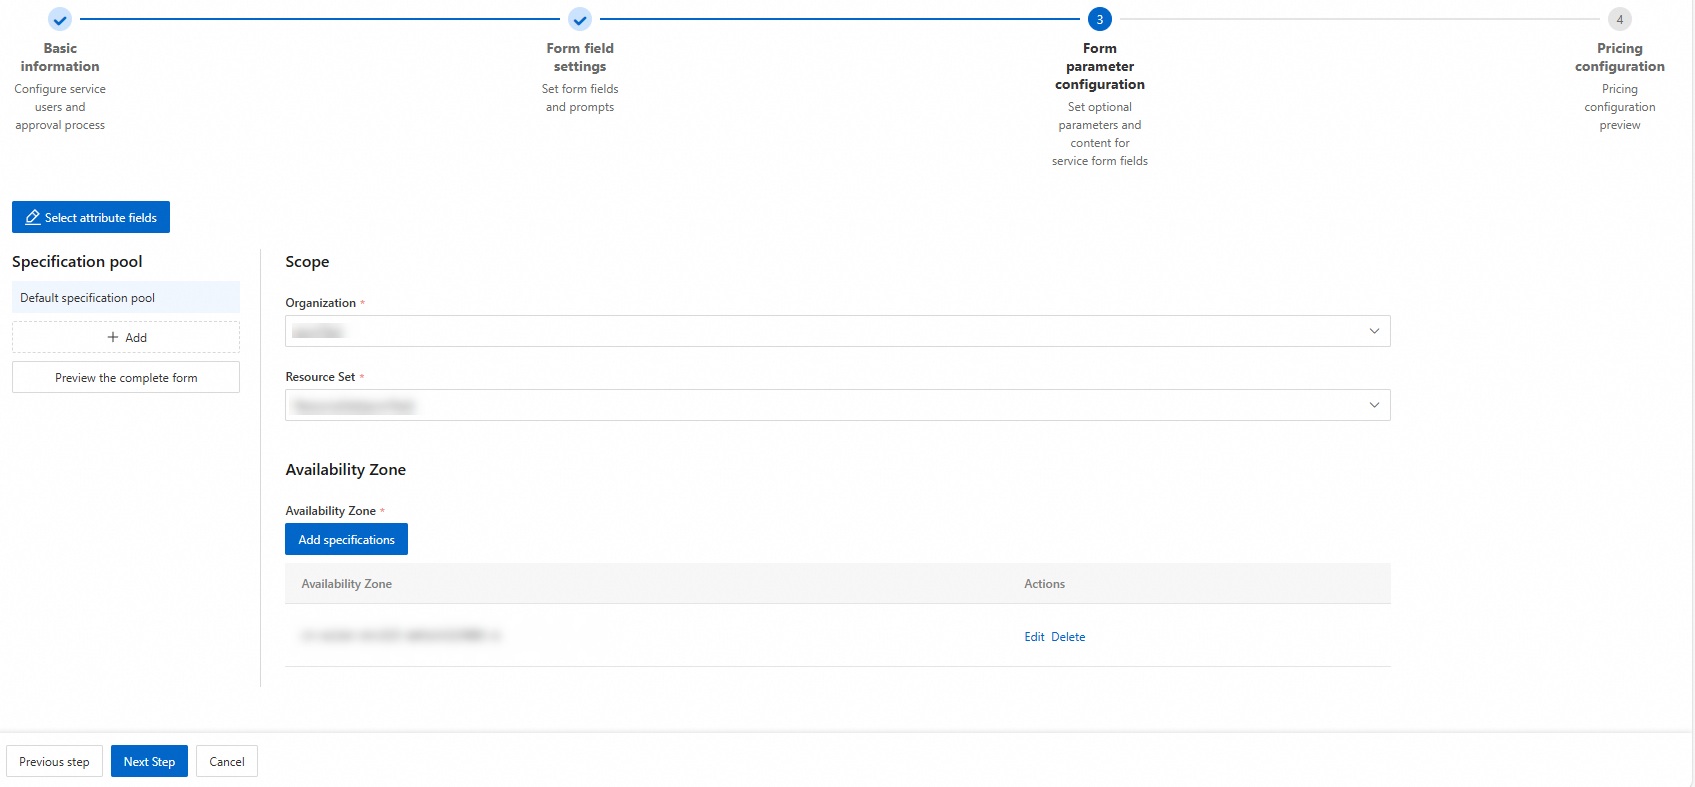 3
4
Basic
information
Configure service
users and
approval process
Form field
settings
Set form fields
and prompts
Form
parameter
configuration
Set optional
parameters and
content for
service form fields
Pricing
configuration
Pricing
configuration
preview
Select attribute fields
Specification pool
Default specification pool
+ Add
Preview the complete form
Scope
Organization *
Resource Set *
Availability Zone
Availability Zone *
Add specifications
Availability Zone Actions
Edit Delete
Previous step Next Step Cancel